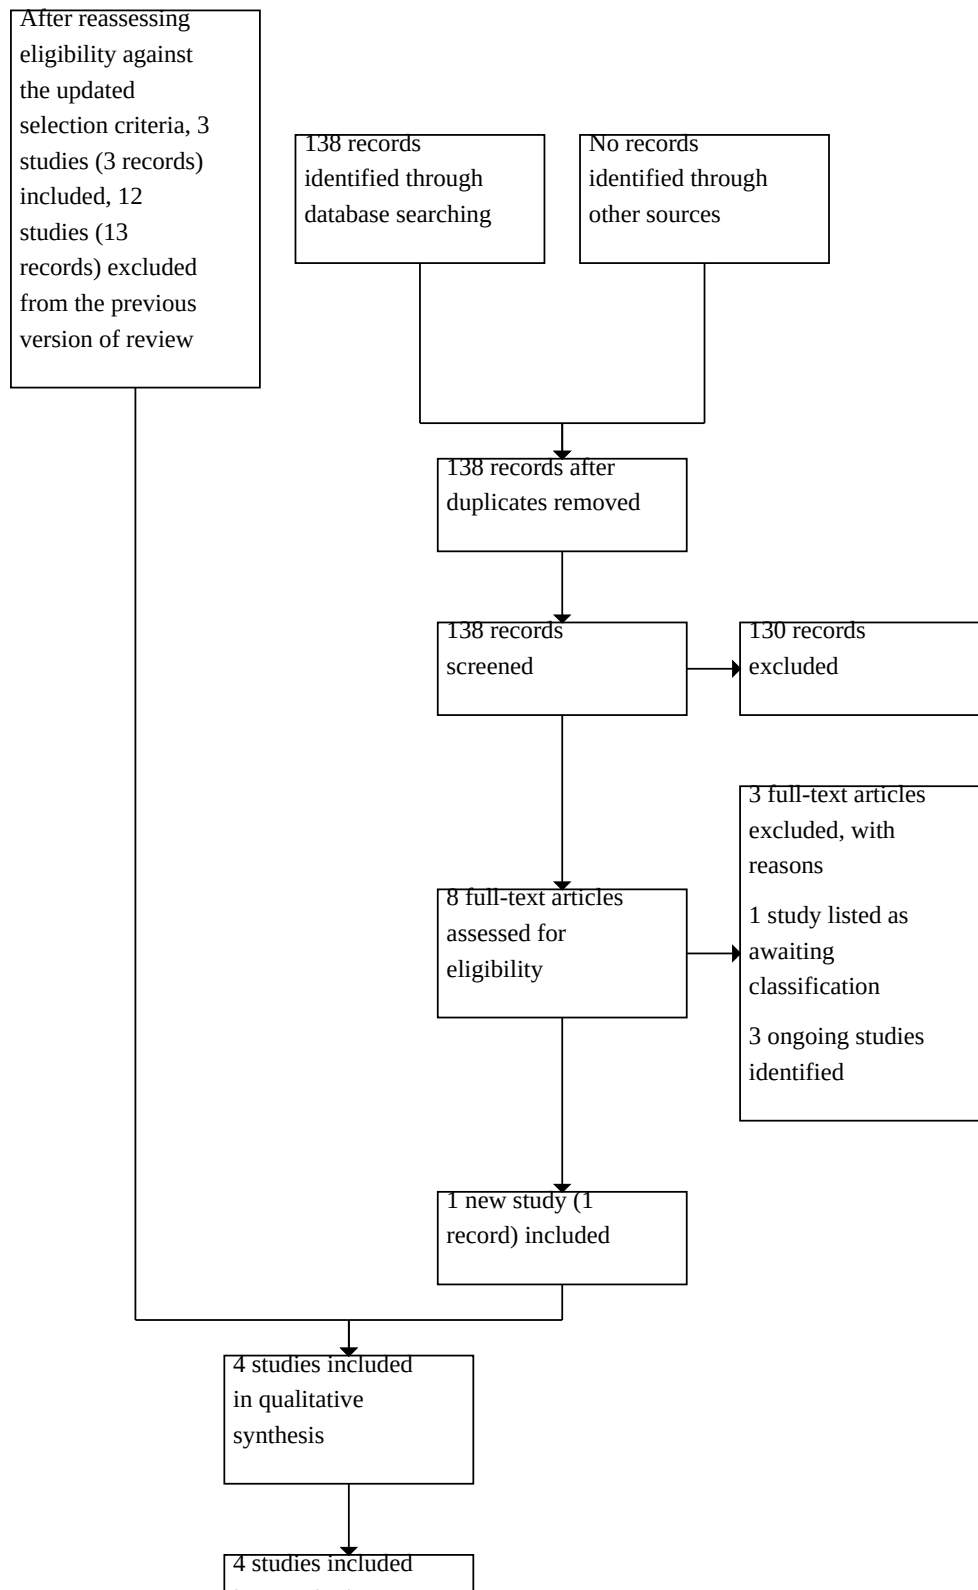 After reassessing
eligibility against
the updated
selection criteria, 3
studies (3 records)
included, 12
studies (13
records) excluded
from the previous
version of review
138 records
identified through
database searching
No records
identified through
other sources
138 records after
duplicates removed
138 records
screened
130 records
excluded
8 full-text articles
assessed for
eligibility
3 full-text articles
excluded, with
reasons
1 study listed as
awaiting
classification
3 ongoing studies
identified
1 new study (1
record) included
4 studies included
in qualitative
synthesis
4 studies included